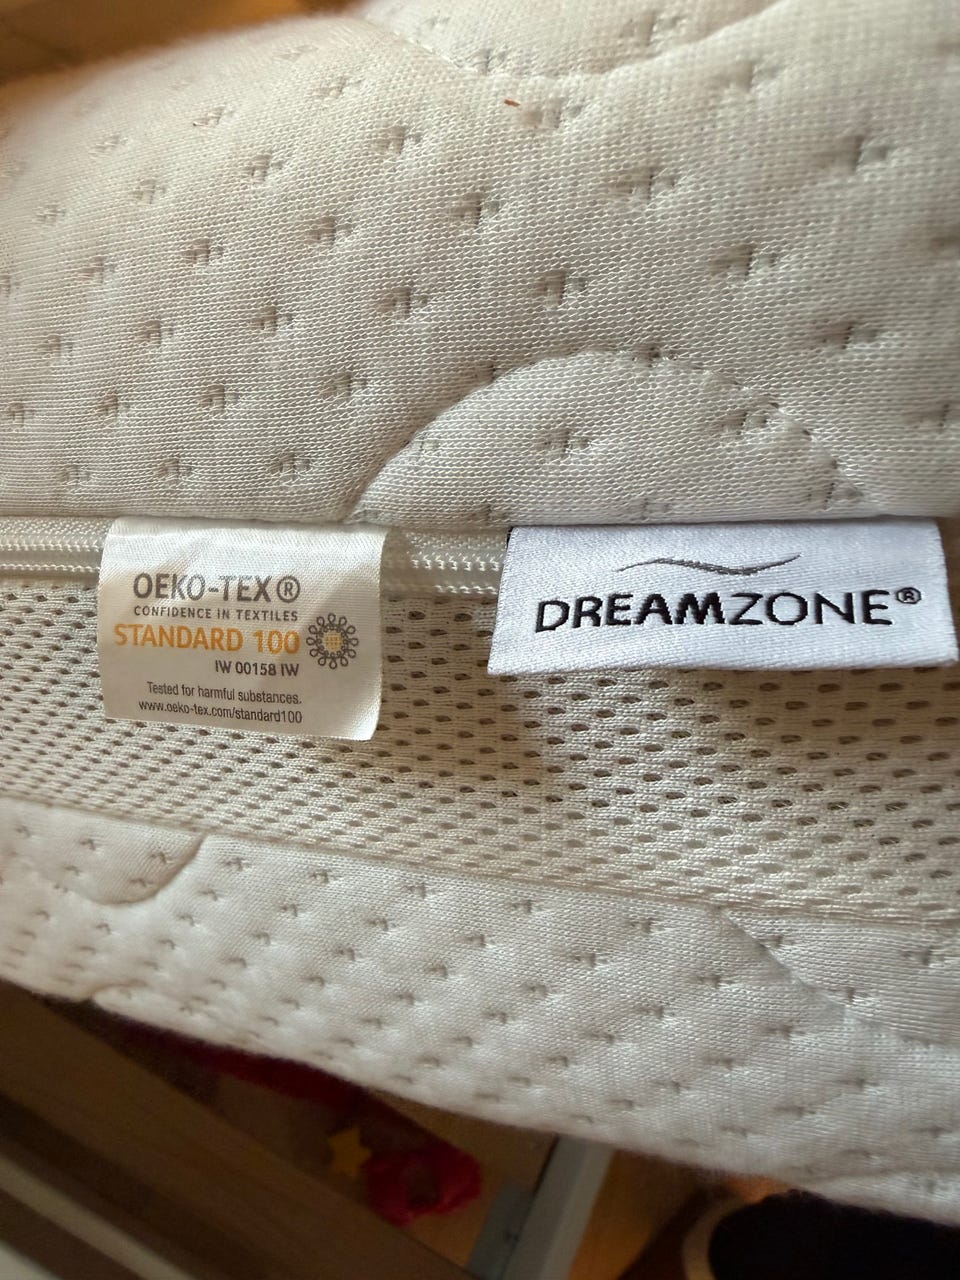 OEKO-TEX®
CONFIDENCE IN TEXTILES
STANDARD 100
IW 00158 IW
Tested for harmful substances.
www.oeko-tex.com/standard100
DREAMZONE®